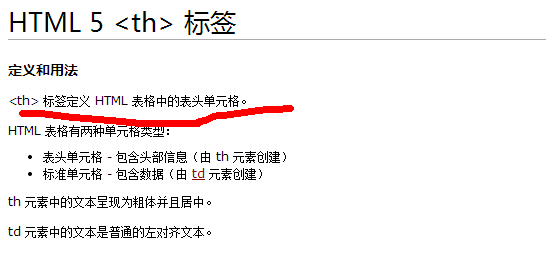 HTML 5 <th> 标签
定义和用法
<th> 标签定义 HTML 表格中的表头单元格。
HTML 表格有两种单元格类型：
• 表头单元格 - 包含头部信息（由 th 元素创建）
• 标准单元格 - 包含数据（由 td 元素创建）
th 元素中的文本呈现为粗体并且居中。
td 元素中的文本是普通的左对齐文本。